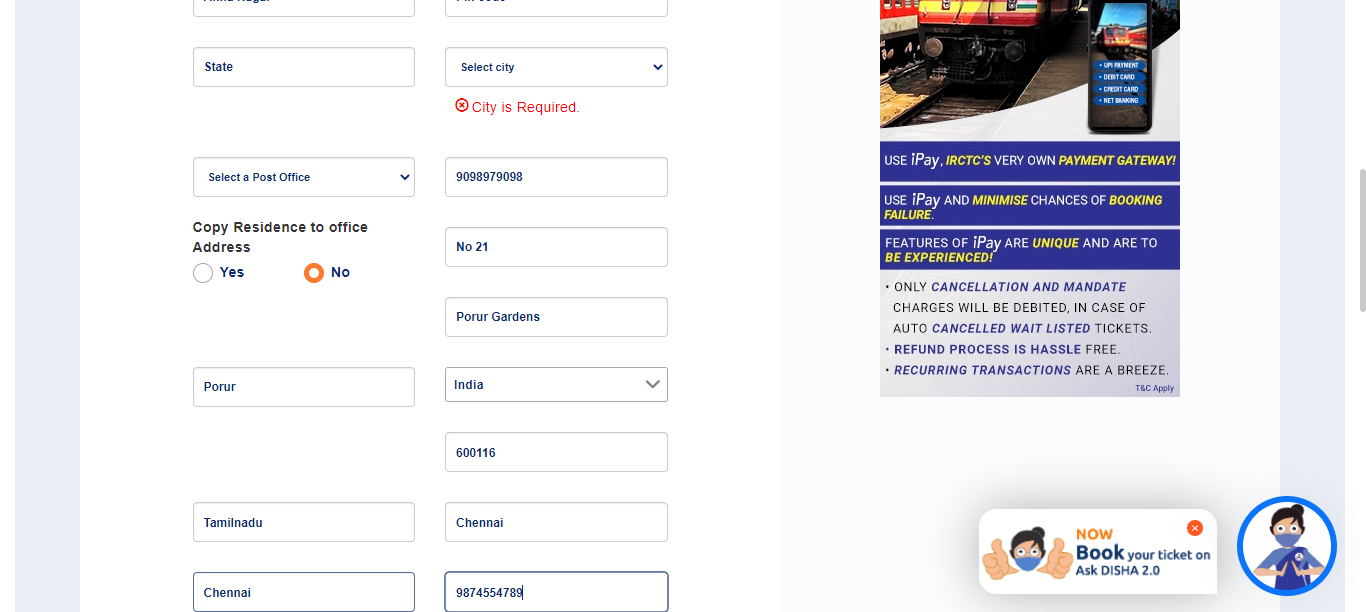 State
Select city
City is Required.
Select a Post Office
9098979098
Copy Residence to office
Address
Yes
No
No 21
Porur Gardens
Porur
India
600116
Tamilnadu
Chennai
Chennai
9874554789
• UPI PAYMENT
• DEBIT CARD
• CREDIT CARD
• NET BANKING
USE iPay, IRCTC'S VERY OWN PAYMENT GATEWAY!
USE iPay AND MINIMISE CHANCES OF BOOKING
FAILURE.
FEATURES OF iPay ARE UNIQUE AND ARE TO
BE EXPERIENCED!
• ONLY CANCELLATION AND MANDATE
CHARGES WILL BE DEBITED, IN CASE OF
AUTO CANCELLED WAIT LISTED TICKETS.
• REFUND PROCESS IS HASSLE FREE.
• RECURRING TRANSACTIONS ARE A BREEZE.
T&C Apply
NOW
Book your ticket on
Ask DISHA 2.0